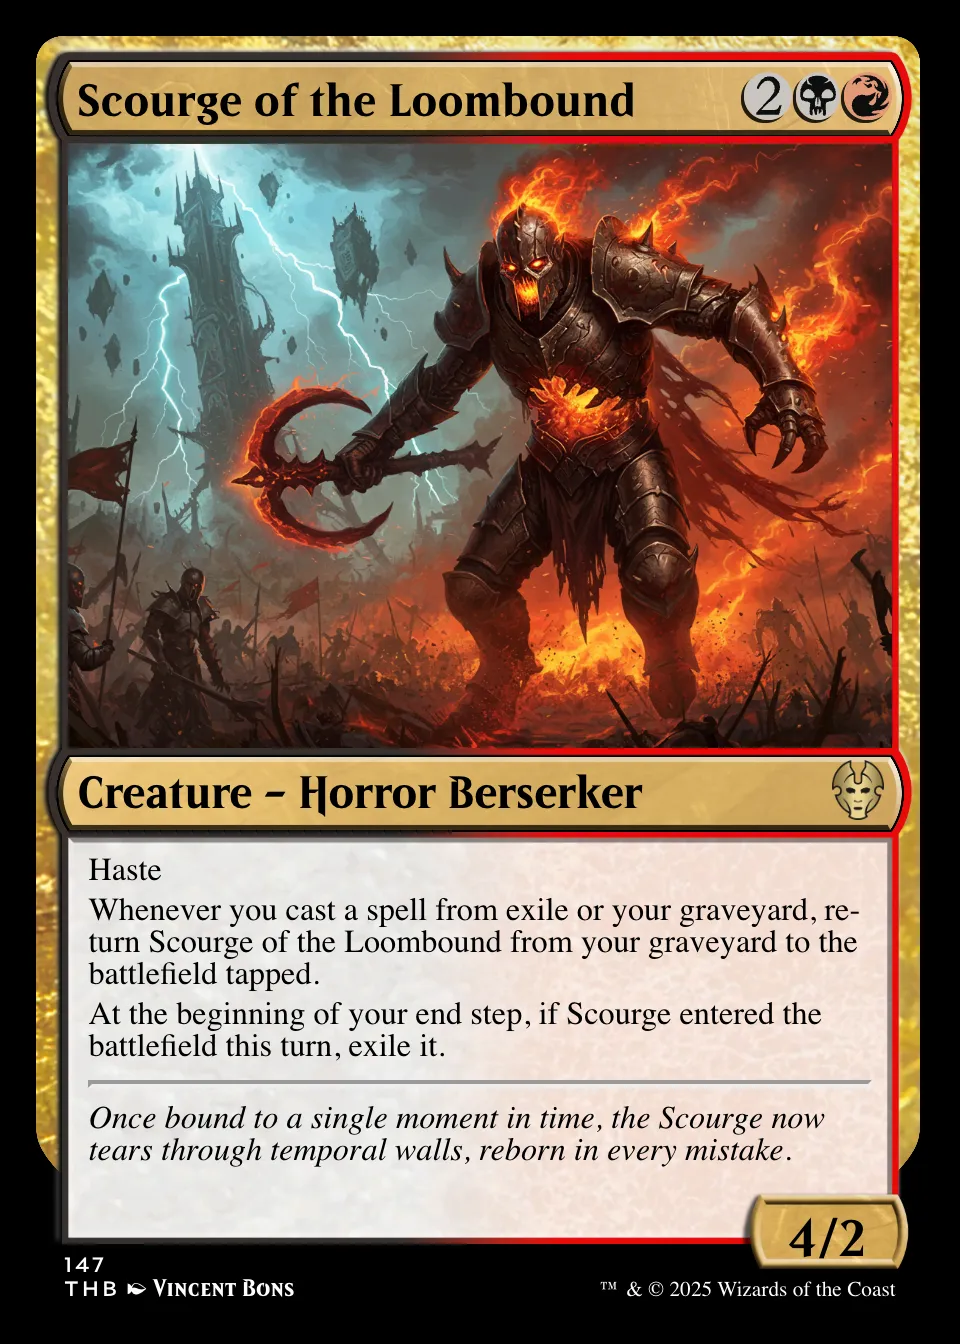 Scourge of the Loombound 2
Creature – Horror Berserker
Haste
Whenever you cast a spell from exile or your graveyard, re-
turn Scourge of the Loombound from your graveyard to the
battlefield tapped.
At the beginning of your end step, if Scourge entered the
battlefield this turn, exile it.
Once bound to a single moment in time, the Scourge now
tears through temporal walls, reborn in every mistake.
4/2
147
THB Vincent Bons
™ & © 2025 Wizards of the Coast